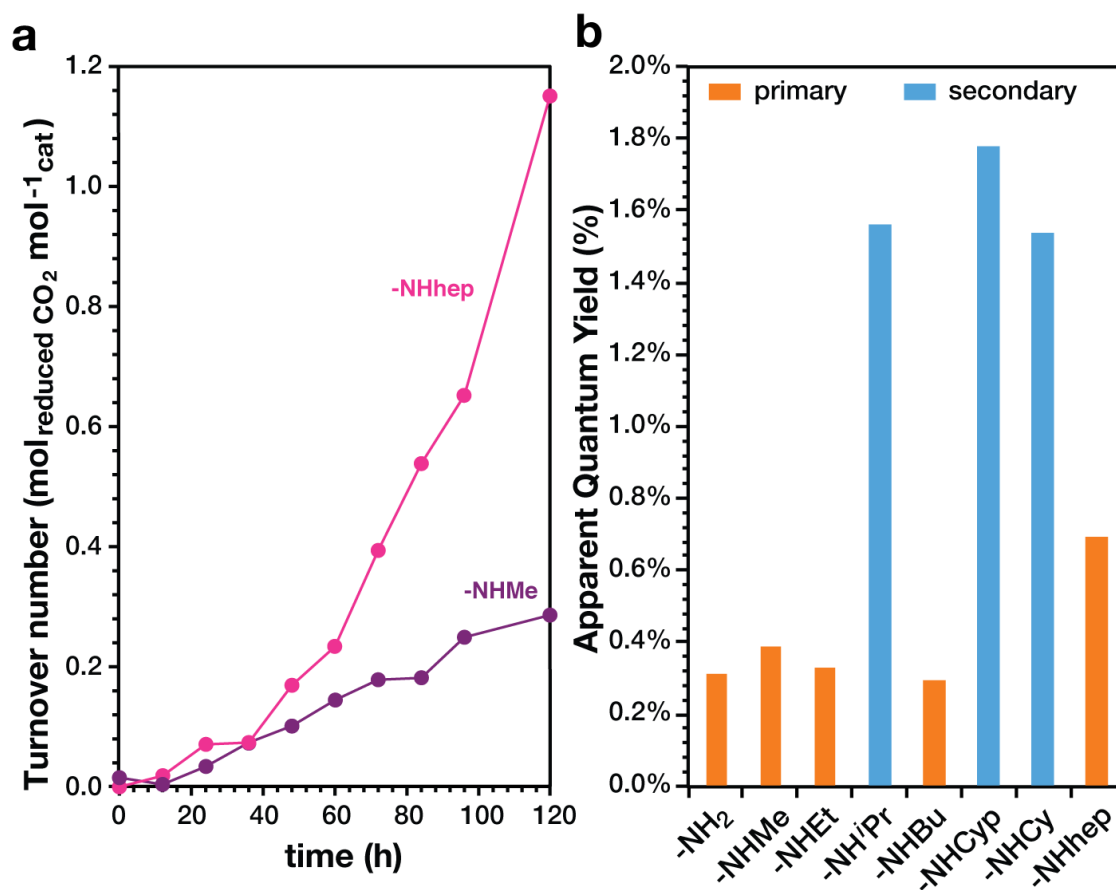 a
Turnover number (mol reduced CO₂ mol⁻¹ cat)
1.2
1.0
0.8
0.6
0.4
0.2
0.0
-NHhep
-NHMe
0 20 40 60 80 100 120
time (h)
b
Apparent Quantum Yield (%)
2.0%
1.8%
1.6%
1.4%
1.2%
1.0%
0.8%
0.6%
0.4%
0.2%
0.0%
primary secondary
-NH₂ -NHMe -NHEt -NHⁱPr -NHBu -NHCyp -NHCy -NHhep